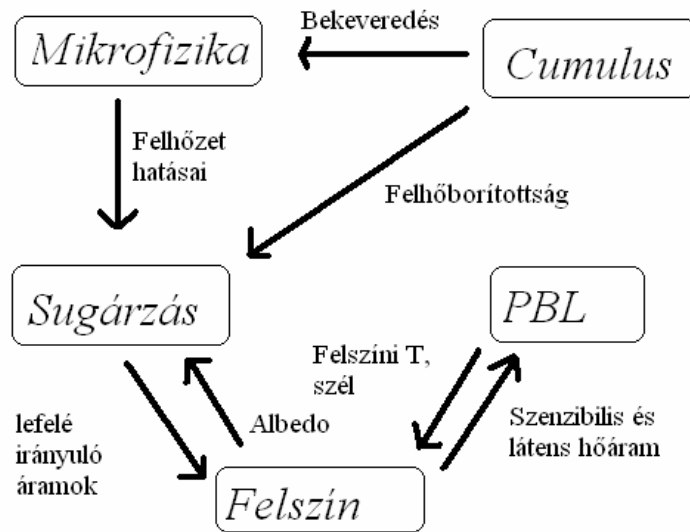 Bekeveredés
Mikrofizika
Cumulus
Felhőzet
hatásai
Felhőborítottság
Sugárzás
PBL
Felszíni T,
szél
lefelé
irányuló
áramok
Albedo
Szenzibilis és
látens hőáram
Felszín